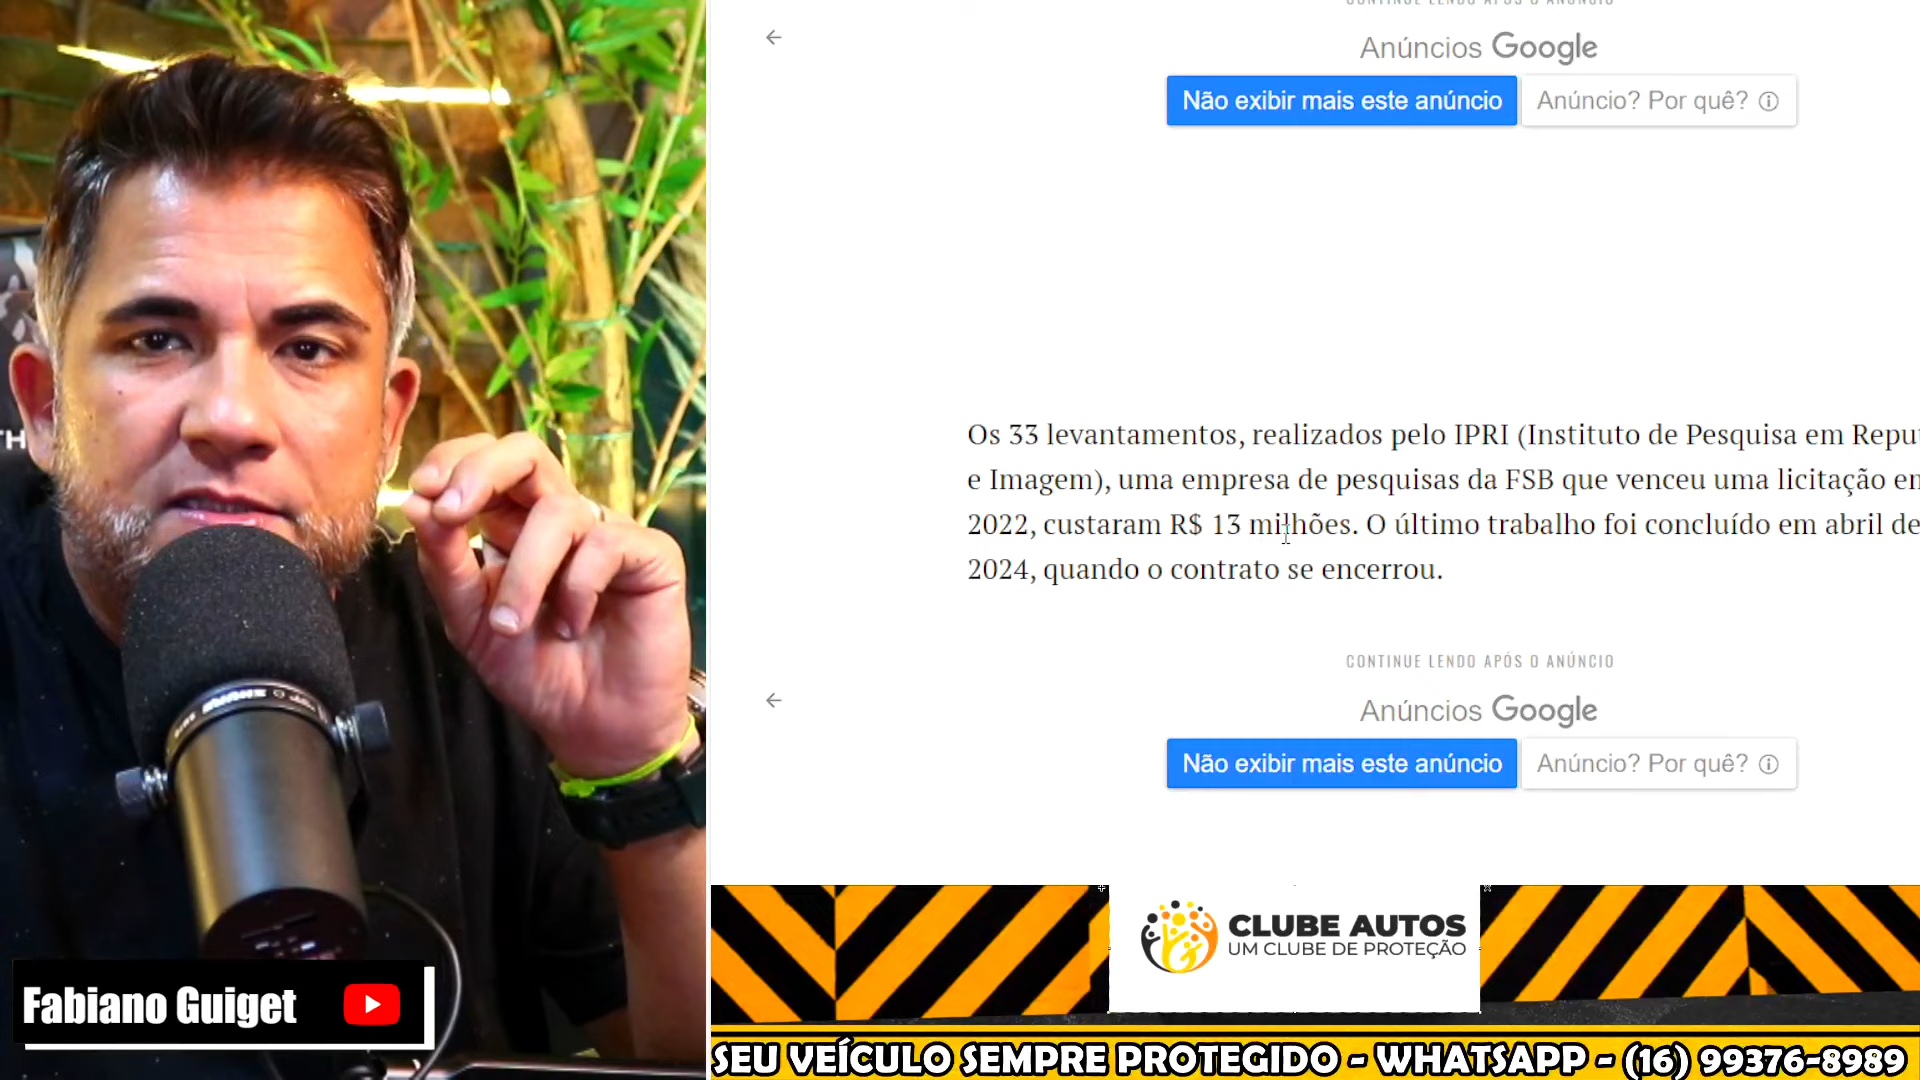 Anúncios Google
Não exibir mais este anúncio
Anúncio? Por quê?
Os 33 levantamentos, realizados pelo IPRI (Instituto de Pesquisa em Reput
e Imagem), uma empresa de pesquisas da FSB que venceu uma licitação en
2022, custaram R$ 13 milhões. O último trabalho foi concluído em abril de
2024, quando o contrato se encerrou.
CONTINUE LENDO APÓS O ANÚNCIO
Anúncios Google
Não exibir mais este anúncio
Anúncio? Por quê?
TH
Fabiano Guiget
CLUBE AUTOS
UM CLUBE DE PROTEÇÃO
SEU VEÍCULO SEMPRE PROTEGIDO - WHATSAPP - (16) 99376-8989